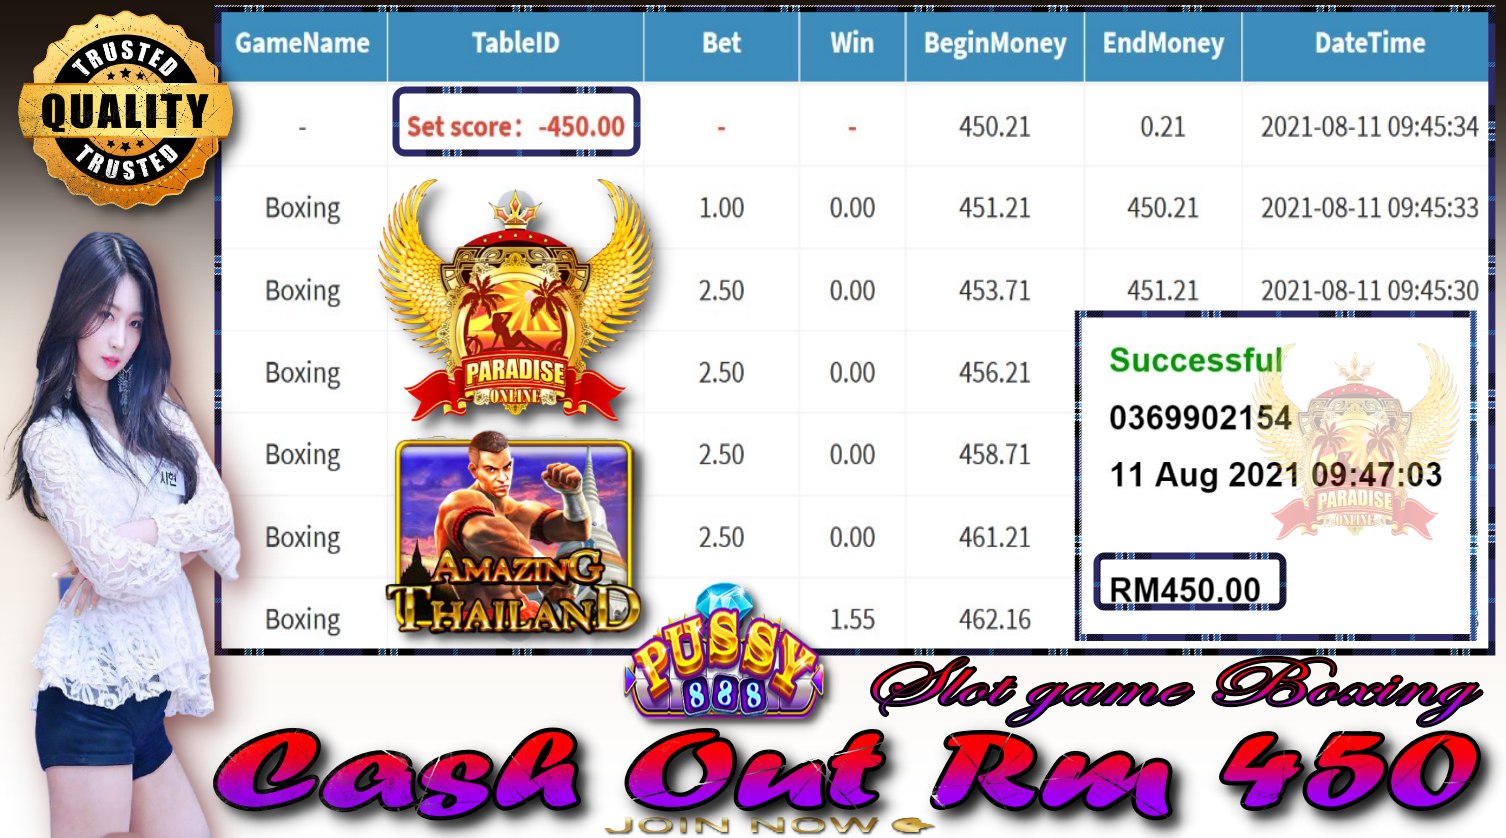 TRUSTED
QUALITY
TRUSTED
GameName TableID Bet Win BeginMoney EndMoney DateTime
- Set score: -450.00 - - 450.21 0.21 2021-08-11 09:45:34
Boxing 1.00 0.00 451.21 450.21 2021-08-11 09:45:33
Boxing 2.50 0.00 453.71 451.21 2021-08-11 09:45:30
Boxing 2.50 0.00 456.21
Boxing 2.50 0.00 458.71
Boxing 2.50 0.00 461.21
Boxing 1.55 462.16
PARADISE
ONLINE
AMAZING
THAILAND
Successful
0369902154
11 Aug 2021 09:47:03
PARADISE
ONLINE
RM450.00
시현
PUSSY
888
Slot game Boxing
Cash Out Rm 450
JOIN NOW